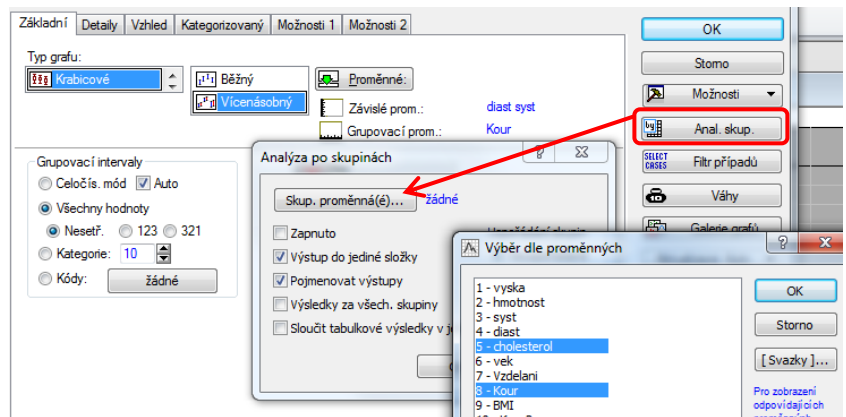 Základní Detaily Vzhled Kategorizovaný Možnosti 1 Možnosti 2
Typ grafu:
Krabicové
Běžný
Vícenásobný
Proměnné:
Závislé prom.: diast syst
Grupovací prom.: Kour
Grupovací intervaly
Celočís. mód Auto
Všechny hodnoty
Nesetř. 123 321
Kategorie: 10
Kódy: žádné
OK
Storno
Možnosti
by Anal. skup.
SELECT CASES Filtr případů
Váhy
Galerie grafů
Analýza po skupinách
Skup. proměnná(é)... žádné
Zapnuto
Výstup do jediné složky
Pojmenovat výstupy
Výsledky za všech. skupiny
Sloučit tabulkové výsledky v
Výběr dle proměnných
1 - vyska
2 - hmotnost
3 - syst
4 - diast
5 - cholesterol
6 - vek
7 - Vzdelani
8 - Kour
9 - BMI
OK
Storno
[ Svazky ]...
Pro zobrazení
odpovídajících